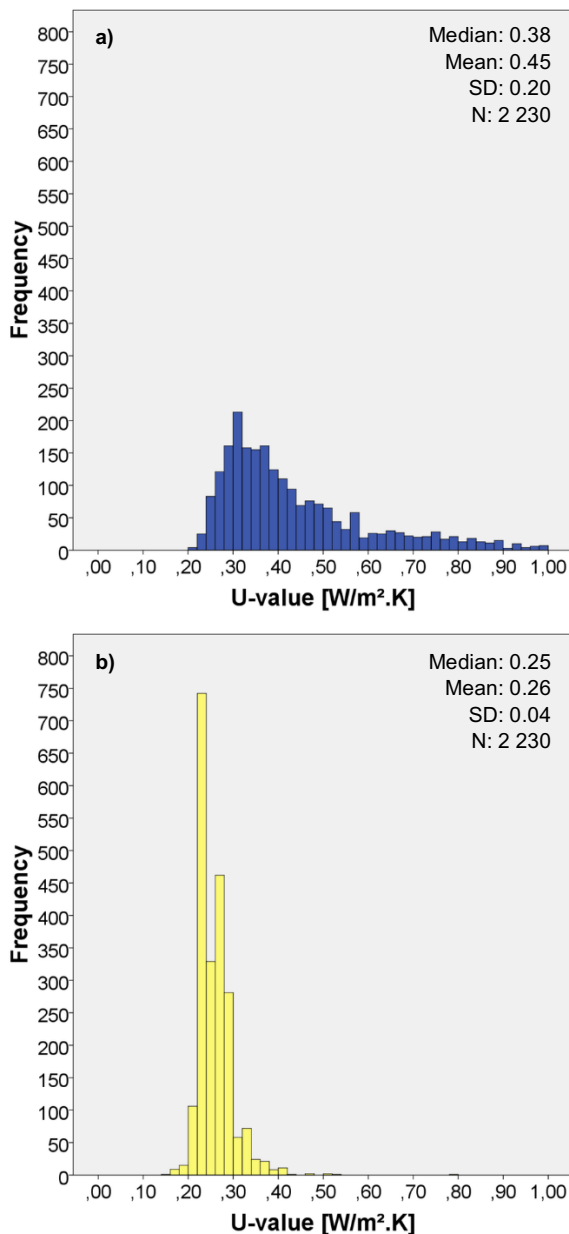 a)
Median: 0.38
Mean: 0.45
SD: 0.20
N: 2 230
800
750
700
650
600
550
500
450
400
350
300
250
200
150
100
50
0
Frequency
,00 ,10 ,20 ,30 ,40 ,50 ,60 ,70 ,80 ,90 1,00
U-value [W/m².K]
b)
Median: 0.25
Mean: 0.26
SD: 0.04
N: 2 230
800
750
700
650
600
550
500
450
400
350
300
250
200
150
100
50
0
Frequency
,00 ,10 ,20 ,30 ,40 ,50 ,60 ,70 ,80 ,90 1,00
U-value [W/m².K]